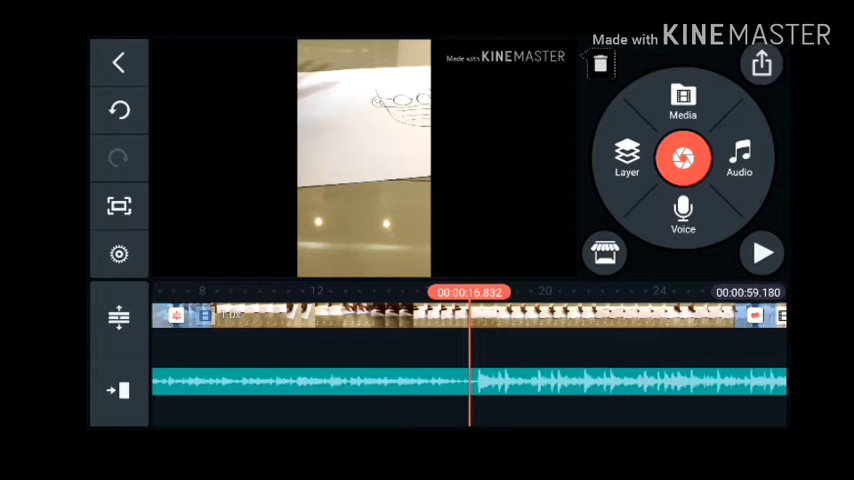 Made with KINEMASTER
Made with KINEMASTER
Media
Layer
Audio
Voice
8
12
00:00:16.832
20
24
00:00:59.180